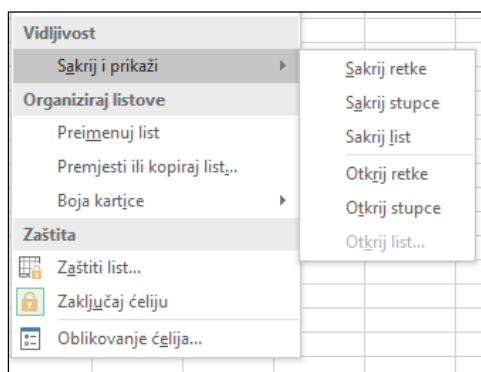 Vidljivost
Sakrij i prikaži
Organiziraj listove
Preimenuj list
Premjesti ili kopiraj list...
Boja kartice
Zaštita
Zaštiti list...
Zaključaj ćeliju
Oblikovanje ćelija...
Sakrij retke
Sakrij stupce
Sakrij list
Otkrij retke
Otkrij stupce
Otkrij list...